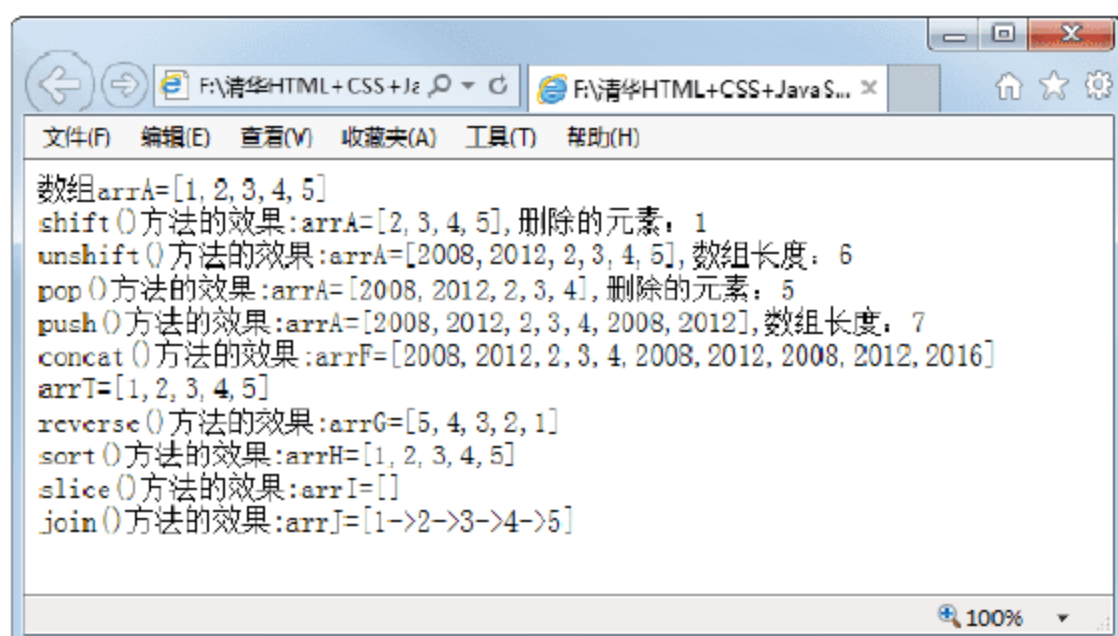 F:\清华HTML+CSS+Ja
F:\清华HTML+CSS+JavaS...
文件(F) 编辑(E) 查看(V) 收藏夹(A) 工具(T) 帮助(H)
数组arrA=[1,2,3,4,5]
shift()方法的效果:arrA=[2,3,4,5],删除的元素：1
unshift()方法的效果:arrA=[2008,2012,2,3,4,5],数组长度：6
pop()方法的效果:arrA=[2008,2012,2,3,4],删除的元素：5
push()方法的效果:arrA=[2008,2012,2,3,4,2008,2012],数组长度：7
concat()方法的效果:arrF=[2008,2012,2,3,4,2008,2012,2008,2012,2016]
arrT=[1,2,3,4,5]
reverse()方法的效果:arrG=[5,4,3,2,1]
sort()方法的效果:arrH=[1,2,3,4,5]
slice()方法的效果:arrI=[]
join()方法的效果:arrJ=[1->2->3->4->5]
100%